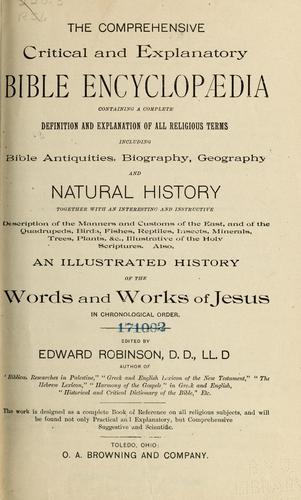 THE COMPREHENSIVE
Critical and Explanatory
BIBLE ENCYCLOPÆDIA
CONTAINING A COMPLETE
DEFINITION AND EXPLANATION OF ALL RELIGIOUS TERMS
INCLUDING
Bible Antiquities, Biography, Geography
AND
NATURAL HISTORY
TOGETHER WITH AN INTERESTING AND INSTRUCTIVE
Description of the Manners and Customs of the East, and of the
Quadrupeds, Birds, Fishes, Reptiles, Insects, Minerals,
Trees, Plants, &c., Illustrative of the Holy
Scriptures. Also,
AN ILLUSTRATED HISTORY
OF THE
Words and Works of Jesus
IN CHRONOLOGICAL ORDER.
171002
EDITED BY
EDWARD ROBINSON, D. D., LL. D
AUTHOR OF
"Biblical Researches in Palestine," "Greek and English Lexicon of the New Testament," "The
Hebrew Lexicon," "Harmony of the Gospels," in Greek and English,
"Historical and Critical Dictionary of the Bible," Etc.
The work is designed as a complete Book of Reference on all religious subjects, and will
be found not only Practical and Explanatory, but Comprehensive
Suggestive and Scientific.
TOLEDO, OHIO:
O. A. BROWNING AND COMPANY.